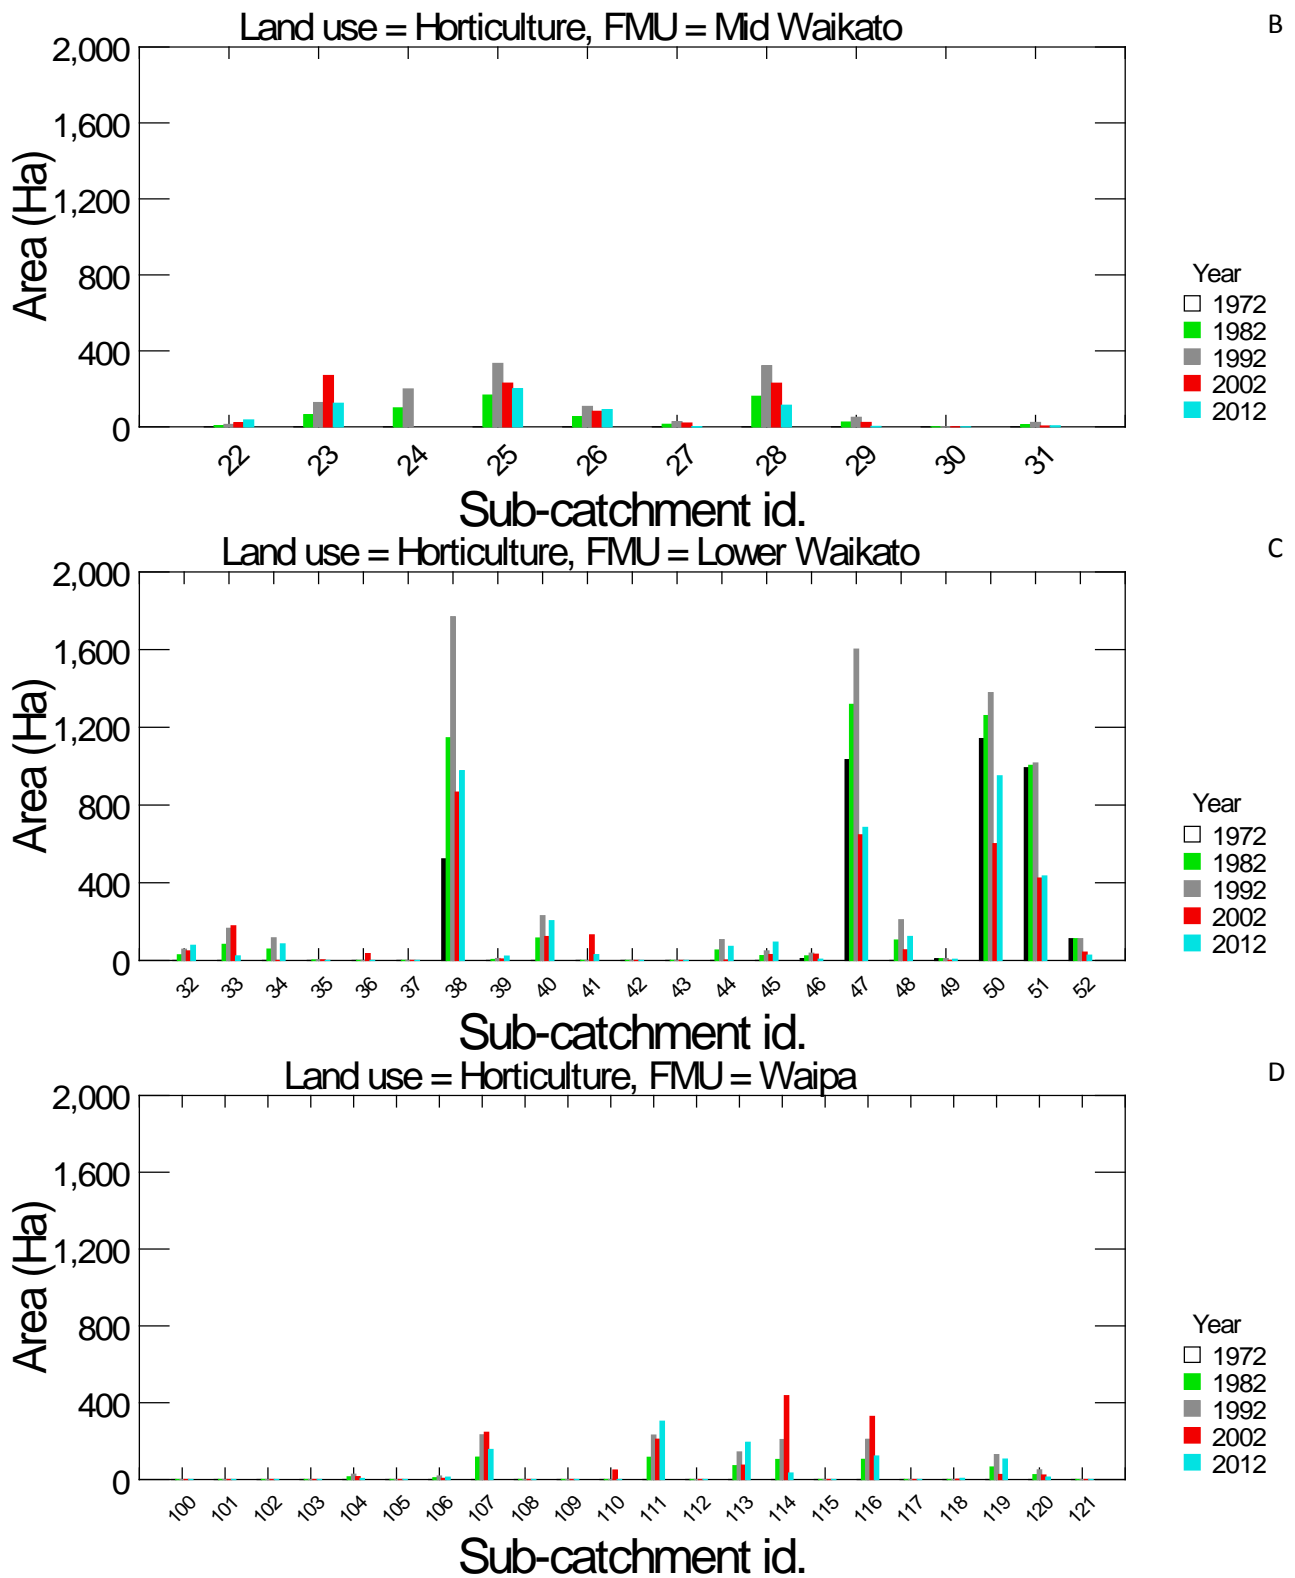 Land use = Horticulture, FMU = Mid Waikato
B
2,000
1,600
1,200
800
400
0
Area (Ha)
22 23 24 25 26 27 28 29 30 31
Sub-catchment id.
Year
1972
1982
1992
2002
2012
Land use = Horticulture, FMU = Lower Waikato
C
2,000
1,600
1,200
800
400
0
Area (Ha)
32 33 34 35 36 37 38 39 40 41 42 43 44 45 46 47 48 49 50 51 52
Sub-catchment id.
Year
1972
1982
1992
2002
2012
Land use = Horticulture, FMU = Waipa
D
2,000
1,600
1,200
800
400
0
Area (Ha)
100 101 102 103 104 105 106 107 108 109 110 111 112 113 114 115 116 117 118 119 120 121
Sub-catchment id.
Year
1972
1982
1992
2002
2012